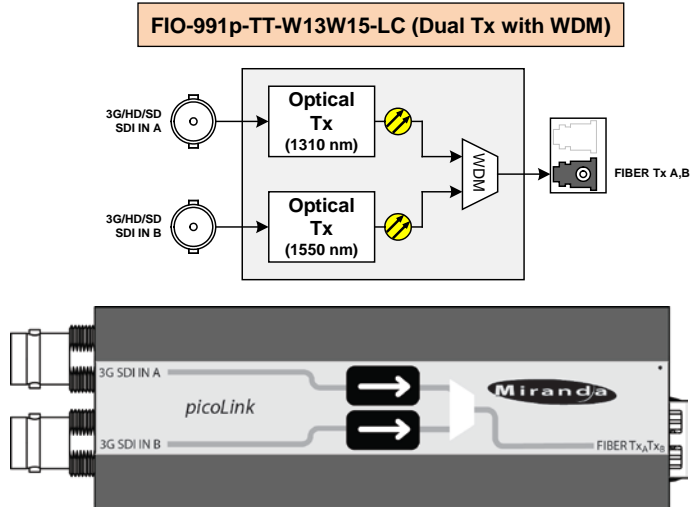 FIO-991p-TT-W13W15-LC (Dual Tx with WDM)
3G/HD/SD
SDI IN A
Optical
Tx
(1310 nm)
WDM
FIBER Tx A,B
3G/HD/SD
SDI IN B
Optical
Tx
(1550 nm)
3G SDI IN A
picoLink
Miranda
3G SDI IN B
FIBER TxATxB